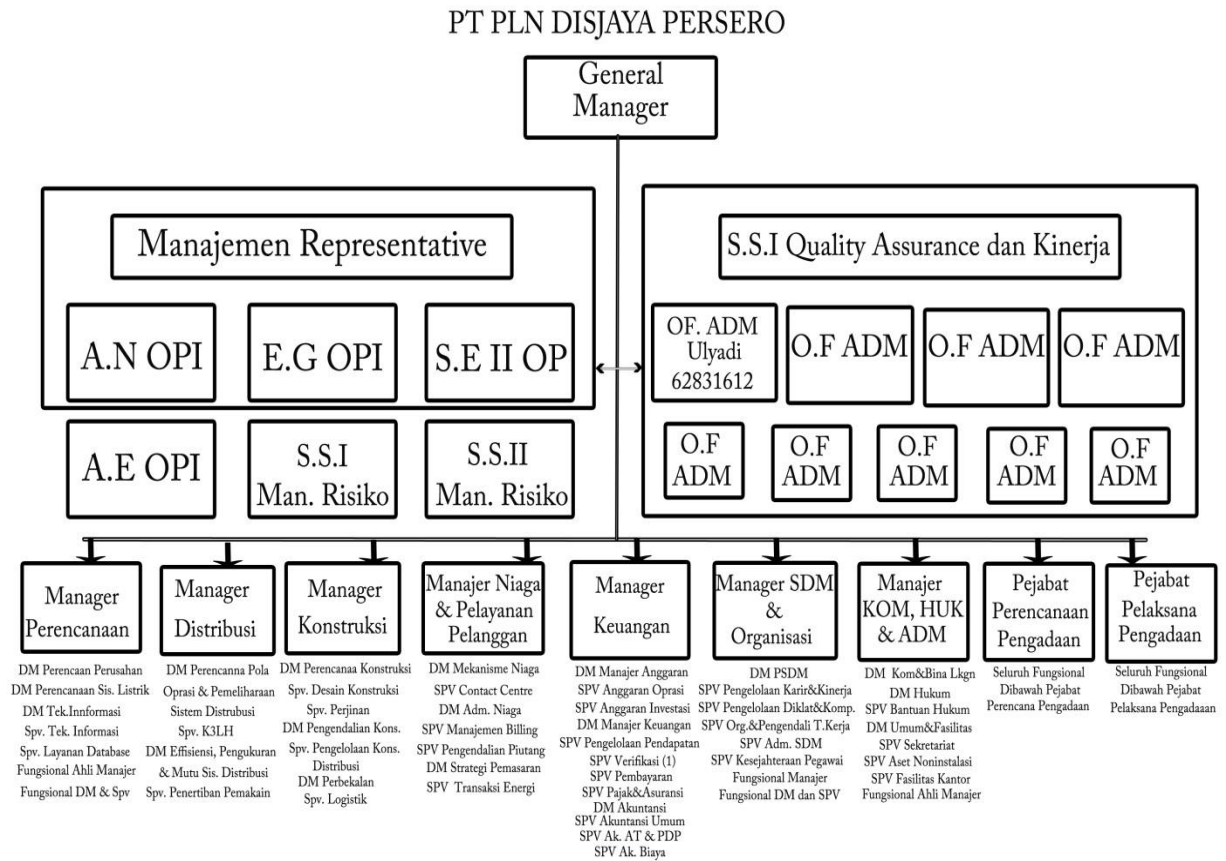 PT PLN DISJAYA PERSERO
General
Manager
Manajemen Representative
A.N OPI
E.G OPI
S.E II OP
A.E OPI
S.S.I
Man. Risiko
S.S.II
Man. Risiko
S.S.I Quality Assurance dan Kinerja
OF. ADM
Ulyadi
62831612
O.F ADM
O.F ADM
O.F ADM
O.F
ADM
O.F
ADM
O.F
ADM
O.F
ADM
O.F
ADM
Manager
Perencanaan
DM Perencaan Perusahan
DM Perencanaan Sis. Listrik
DM Tek.Innformasi
Spv. Tek. Informasi
Spv. Layanan Database
Fungsional Ahli Manajer
Fungsional DM & Spv
Manager
Distribusi
DM Perencanna Pola
Oprasi & Pemeliharaan
Sistem Distrubusi
Spv. K3LH
DM Effisiensi, Pengukuran
& Mutu Sis. Distribusi
Spv. Penertiban Pemakain
Manager
Konstruksi
DM Perencanaa Konstruksi
Spv. Desain Konstruksi
Spv. Perjinan
DM Pengendalian Kons.
Spv. Pengelolaan Kons.
Distribusi
DM Perbekalan
Spv. Logistik
Manajer Niaga
& Pelayanan
Pelanggan
DM Mekanisme Niaga
SPV Contact Centre
DM Adm. Niaga
SPV Manajemen Billing
SPV Pengendalian Piutang
DM Strategi Pemasaran
SPV Transaksi Energi
Manager
Keuangan
DM Manajer Anggaran
SPV Anggaran Oprasi
SPV Anggaran Investasi
DM Manajer Keuangan
SPV Pengelolaan Pendapatan
SPV Verifikasi (1)
SPV Pembayaran
SPV Pajak&Asuransi
DM Akuntansi
SPV Akuntansi Umum
SPV Ak. AT & PDP
SPV Ak. Biaya
Manager SDM
&
Organisasi
DM PSDM
SPV Pengelolaan Karir&Kinerja
SPV Pengelolaan Diklat&Komp.
SPV Org.&Pengendali T.Kerja
SPV Adm. SDM
SPV Kesejahteraan Pegawai
Fungsional Manajer
Fungsional DM dan SPV
Manajer
KOM, HUK
& ADM
DM Kom&Bina Lkgn
DM Hukum
SPV Bantuan Hukum
DM Umum&Fasilitas
SPV Sekretariat
SPV Aset Noninstalasi
SPV Fasilitas Kantor
Fungsional Ahli Manajer
Pejabat
Perencanaan
Pengadaan
Seluruh Fungsional
Dibawah Pejabat
Perencana Pengadaan
Pejabat
Pelaksana
Pengadaan
Seluruh Fungsional
Dibawah Pejabat
Pelaksana Pengadaaan